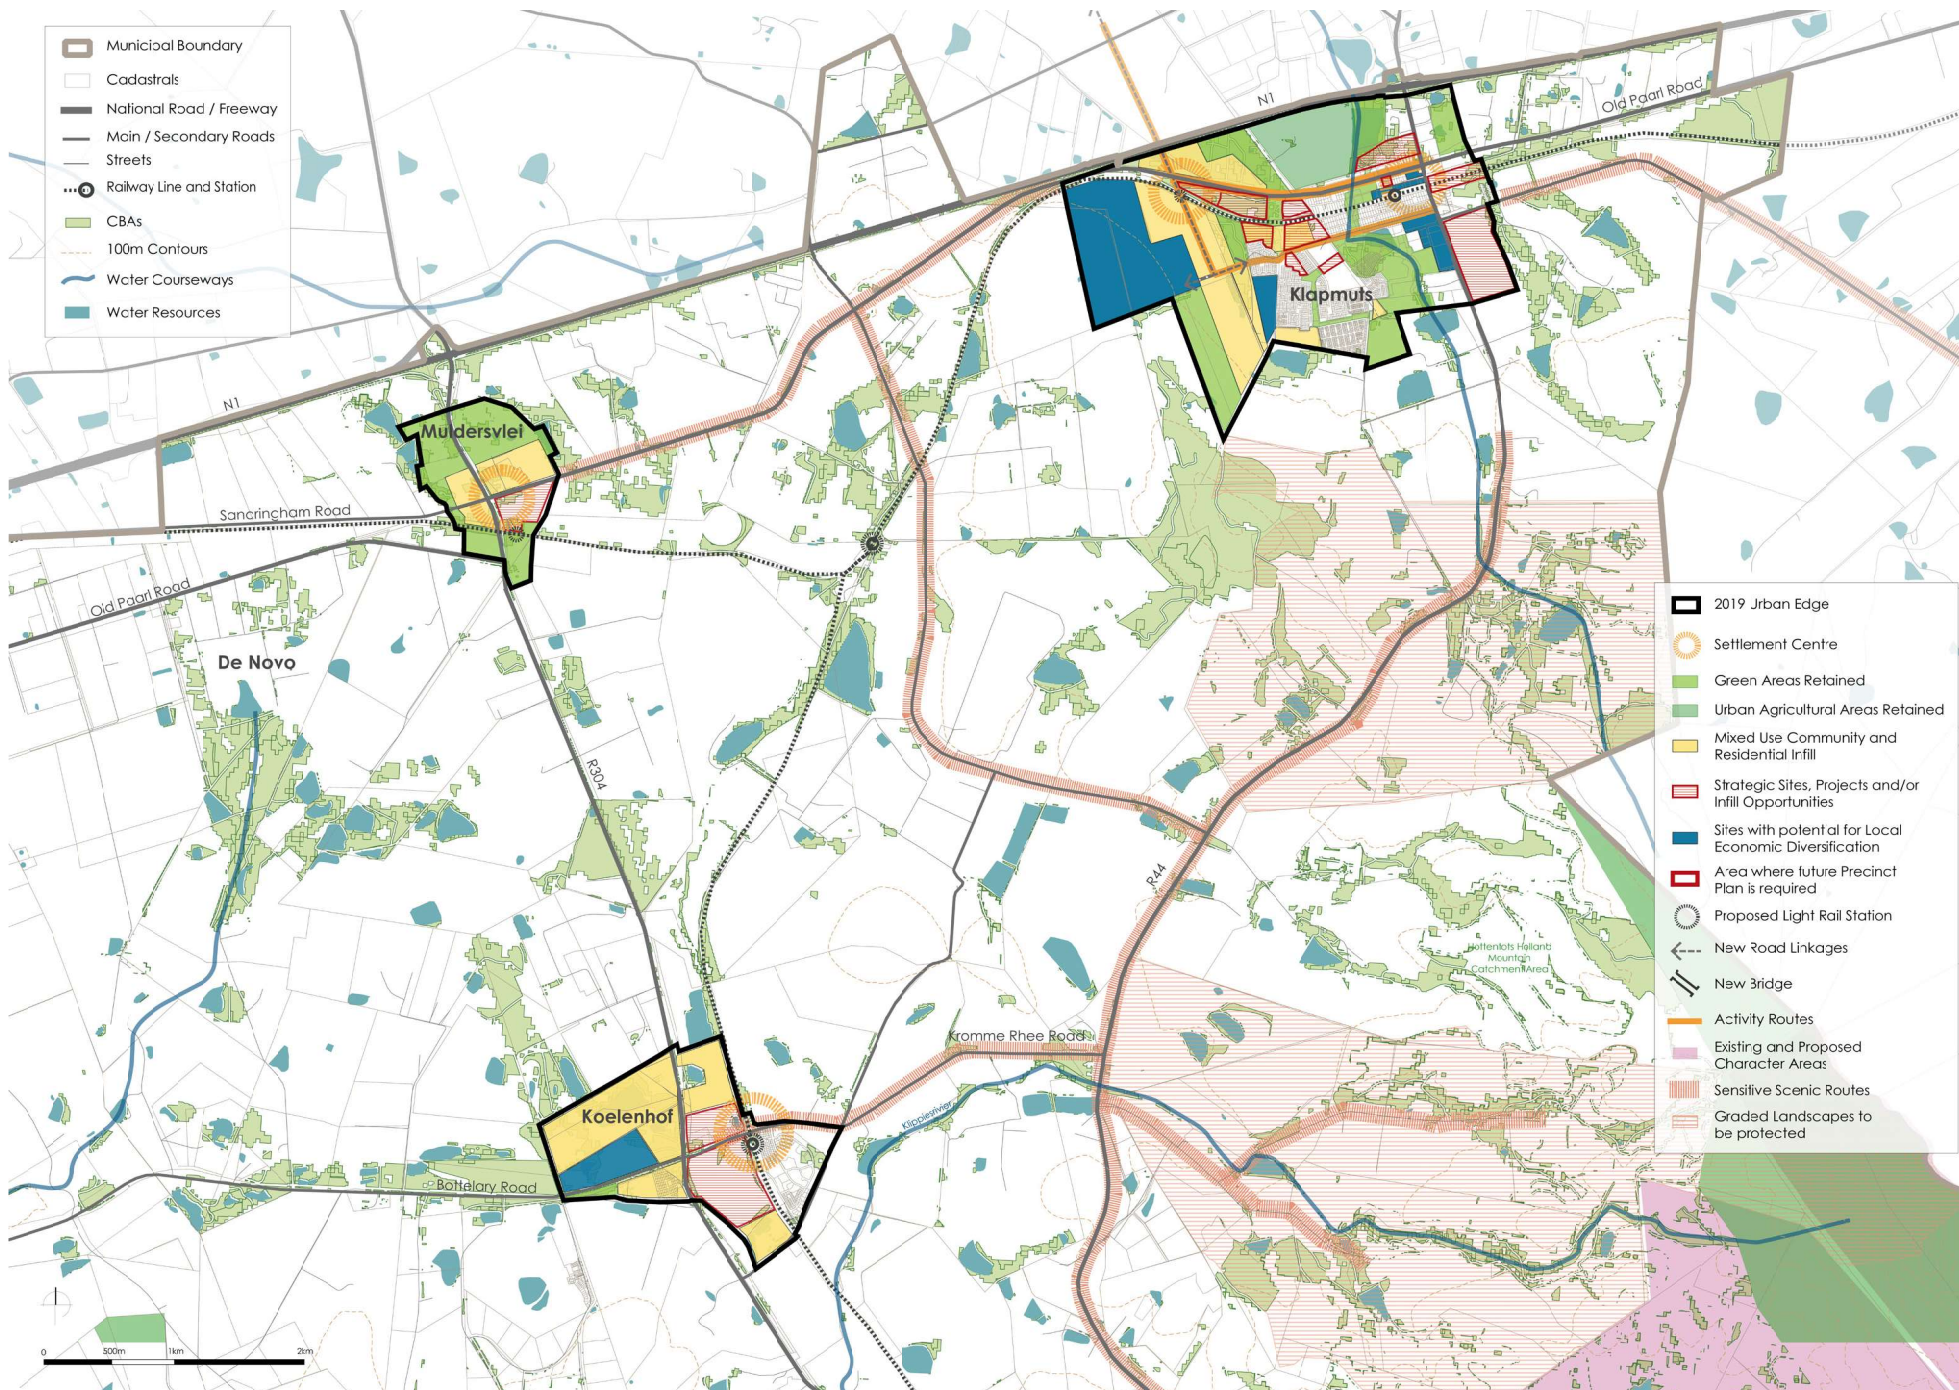 Municipal Boundary
Cadastrals
National Road / Freeway
Main / Secondary Roads
Streets
Railway Line and Station
CBAs
100m Contours
Water Courseways
Water Resources
N1
Old Paarl Road
Klapmuts
N1
Muldersvlei
Sancringham Road
Old Paarl Road
De Novo
R304
R44
2019 Urban Edge
Settlement Centre
Green Areas Retained
Urban Agricultural Areas Retained
Mixed Use Community and
Residential Infill
Strategic Sites, Projects and/or
Infill Opportunities
Sites with potential for Local
Economic Diversification
Area where future Precinct
Plan is required
Proposed Light Rail Station
New Road Linkages
New Bridge
Activity Routes
Existing and Proposed
Character Areas
Sensitive Scenic Routes
Graded Landscapes to
be protected
Hottentots Holland
Mountain
Catchment Area
Kromme Rhee Road
Koelenhof
Klippiesrivier
Bottelary Road
0 500m 1km 2km